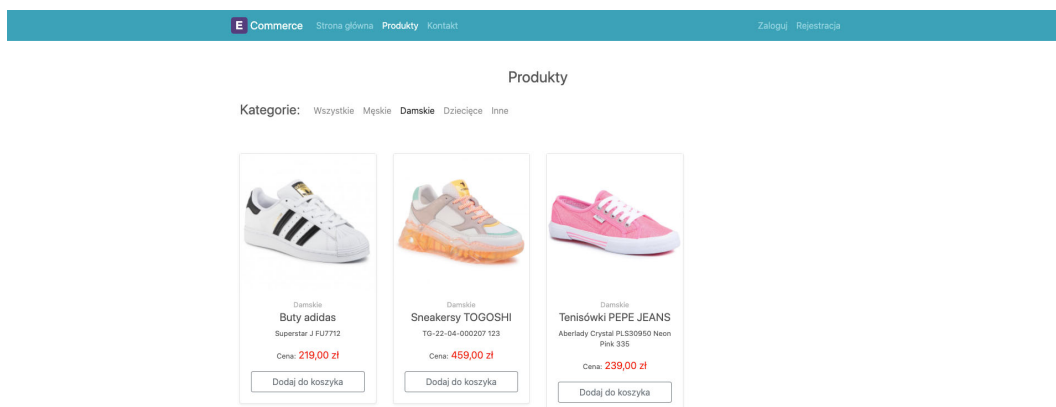 E Commerce Strona główna Produkty Kontakt Zaloguj Rejestracja
Produkty
Kategorie: Wszystkie Męskie Damskie Dziecięce Inne
Damskie
Buty adidas
Superstar J FU7712
Cena: 219,00 zł
Dodaj do koszyka
Damskie
Sneakersy TOGOSHI
TG-22-04-000207 123
Cena: 459,00 zł
Dodaj do koszyka
Damskie
Tenisówki PEPE JEANS
Aberlady Crystal PLS30950 Neon
Pink 335
Cena: 239,00 zł
Dodaj do koszyka